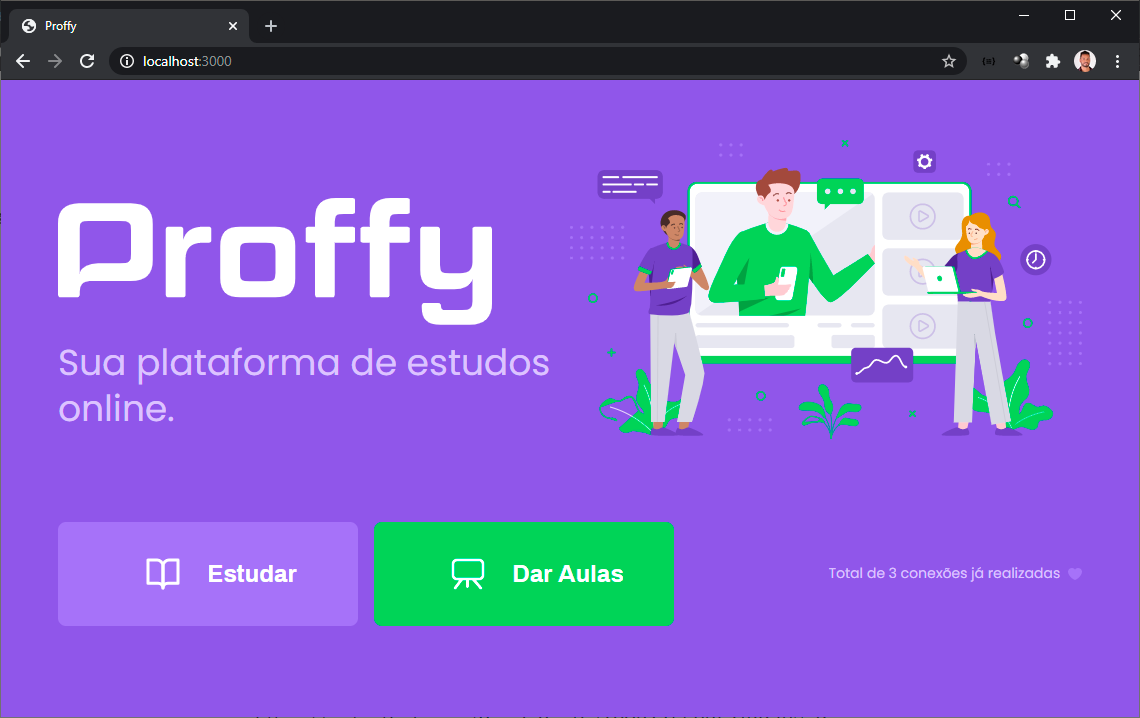 Proffy
localhost:3000
Proffy
Sua plataforma de estudos
online.
Estudar
Dar Aulas
Total de 3 conexões já realizadas